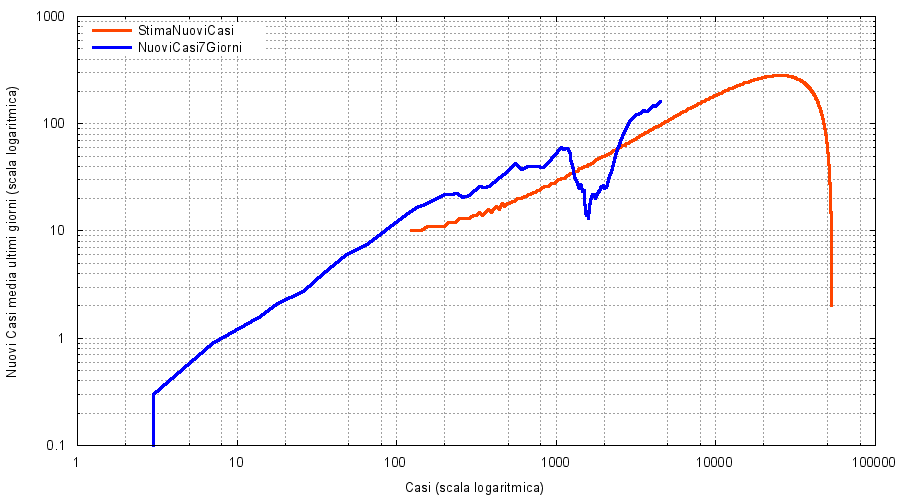 1000
StimaNuoviCasi
NuoviCasi7Giorni
100
10
1
0.1
1 10 100 1000 10000 100000
Nuovi Casi media ultimi giorni (scala logaritmica)
Casi (scala logaritmica)